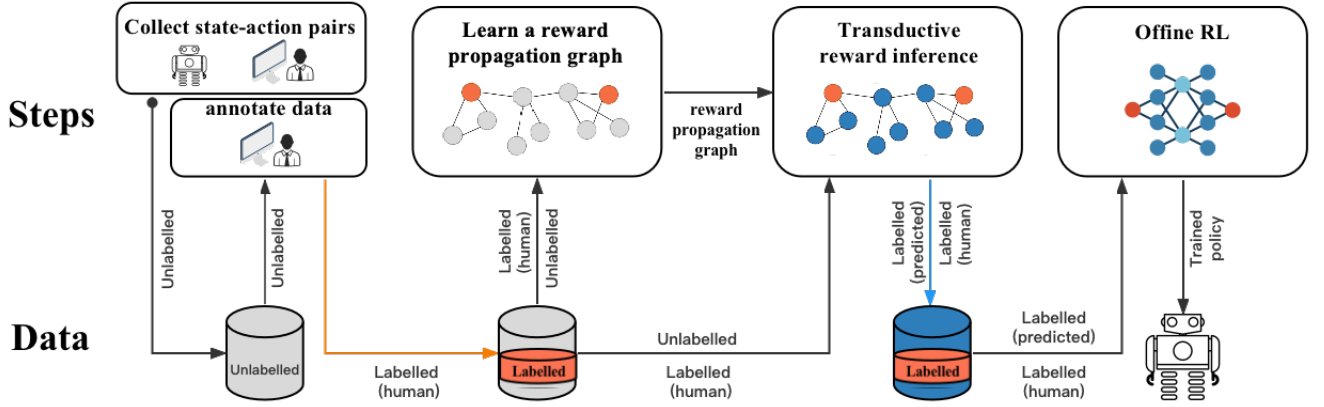 Collect state-action pairs
annotate data
Learn a reward
propagation graph
Transductive
reward inference
Offine RL
Steps
reward
propagation
graph
Unlabelled
Unlabelled
Labelled
(human)
Unlabelled
Labelled
(predicted)
Labelled
(human)
Trained
policy
Data
Unlabelled
Labelled
(human)
Labelled
Unlabelled
Labelled
(human)
Labelled
Labelled
(predicted)
Labelled
(human)